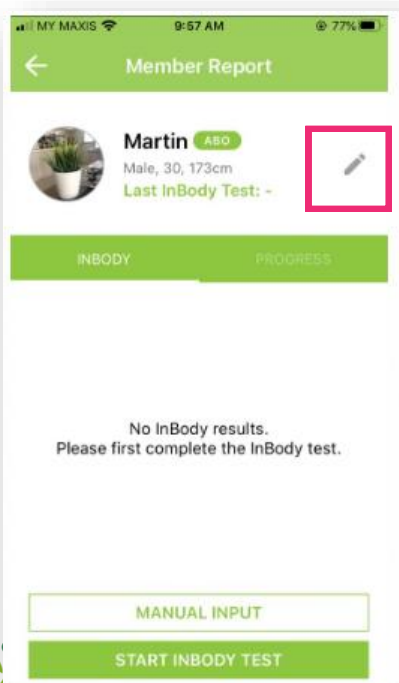 MY MAXIS 9:57 AM 77%
Member Report
Martin ABO
Male, 30, 173cm
Last InBody Test: -
INBODY PROGRESS
No InBody results.
Please first complete the InBody test.
MANUAL INPUT
START INBODY TEST